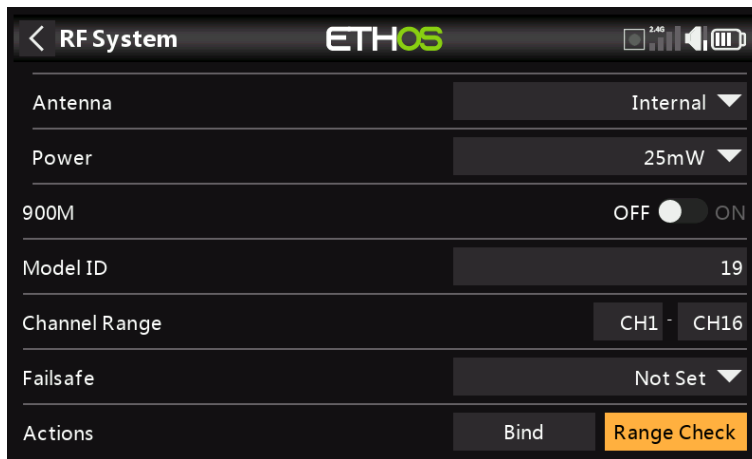 RF System ETHOS 2.4G
Antenna Internal
Power 25mW
900M OFF ON
Model ID 19
Channel Range CH1 - CH16
Failsafe Not Set
Actions Bind Range Check